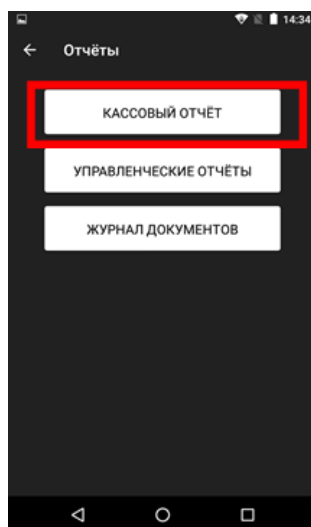 14:34
Отчёты
КАССОВЫЙ ОТЧЁТ
УПРАВЛЕНЧЕСКИЕ ОТЧЁТЫ
ЖУРНАЛ ДОКУМЕНТОВ